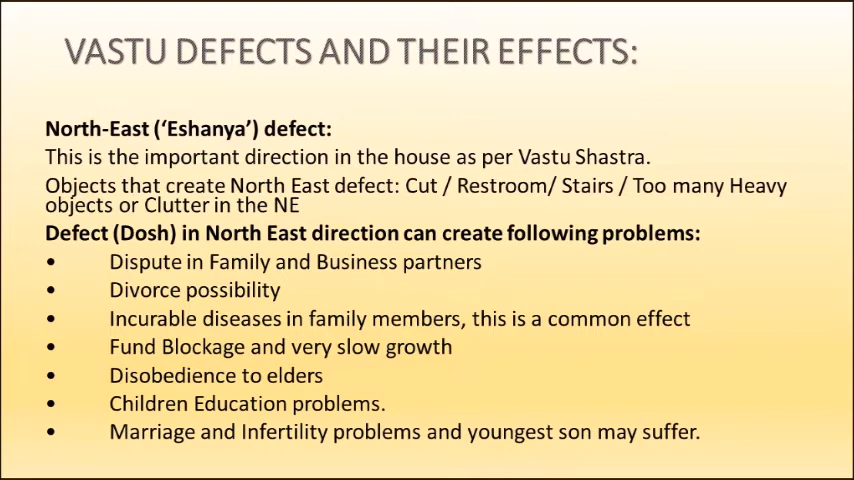 VASTU DEFECTS AND THEIR EFFECTS:
North-East (‘Eshanya’) defect:
This is the important direction in the house as per Vastu Shastra.
Objects that create North East defect: Cut / Restroom/ Stairs / Too many Heavy
objects or Clutter in the NE
Defect (Dosh) in North East direction can create following problems:
• Dispute in Family and Business partners
• Divorce possibility
• Incurable diseases in family members, this is a common effect
• Fund Blockage and very slow growth
• Disobedience to elders
• Children Education problems.
• Marriage and Infertility problems and youngest son may suffer.